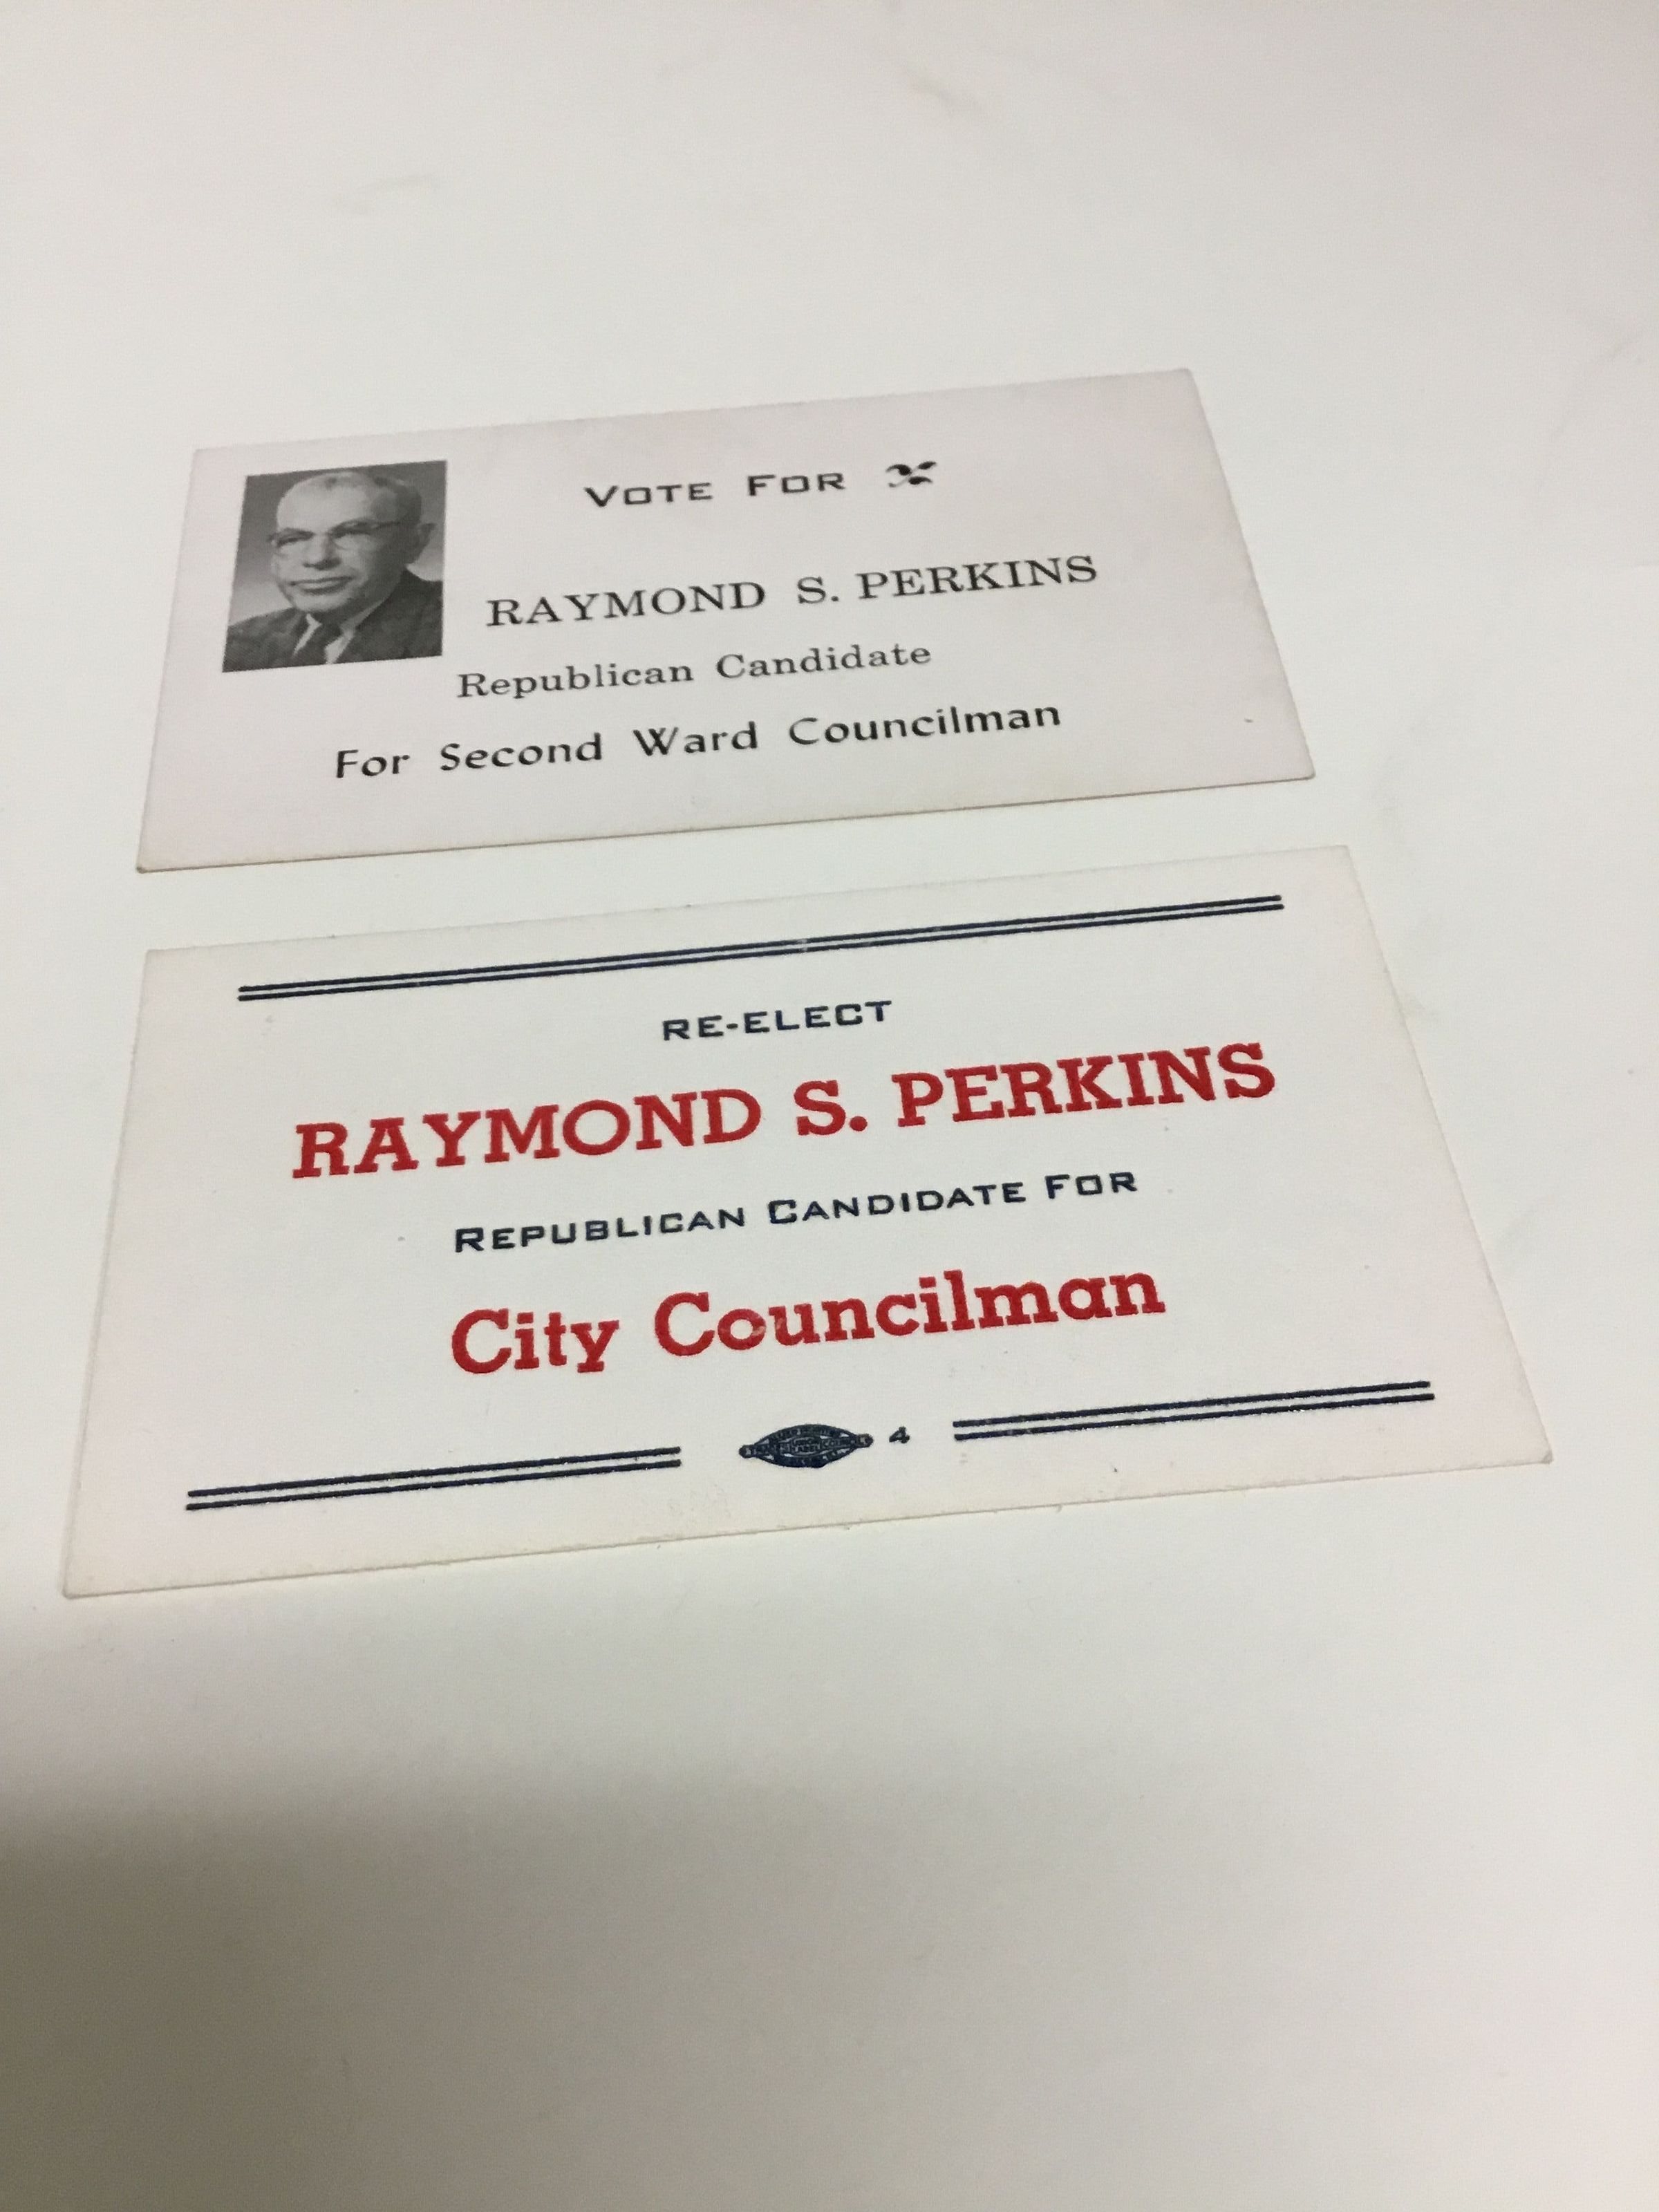 VOTE FOR
RAYMOND S. PERKINS
Republican Candidate
For Second Ward Councilman
RE-ELECT
RAYMOND S. PERKINS
REPUBLICAN CANDIDATE FOR
City Councilman
4